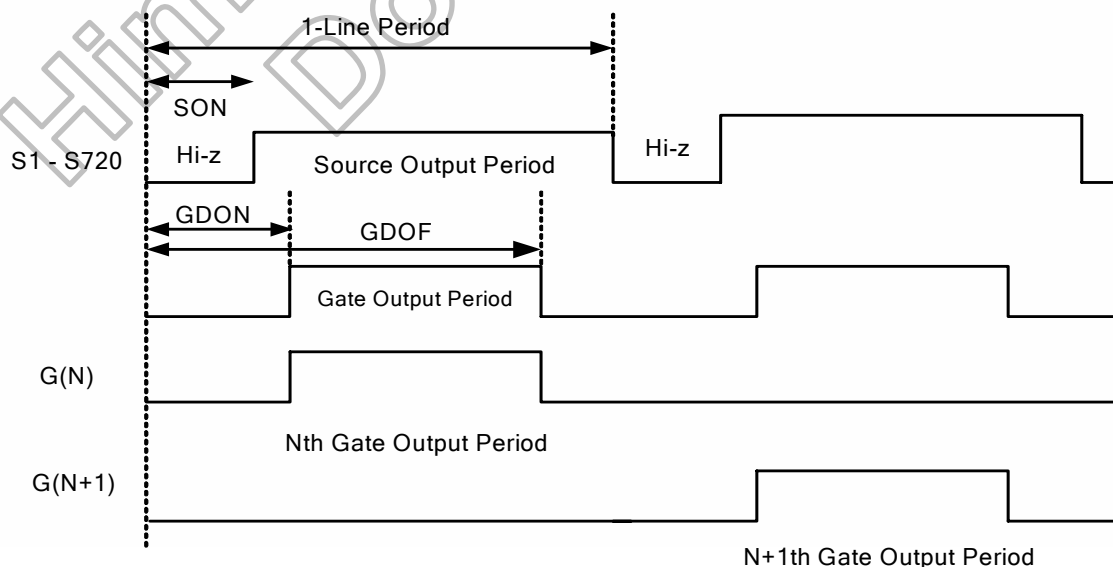 1-Line Period
SON
S1 - S720
Hi-z
Source Output Period
Hi-z
GDON
GDOF
Gate Output Period
G(N)
Nth Gate Output Period
G(N+1)
N+1th Gate Output Period